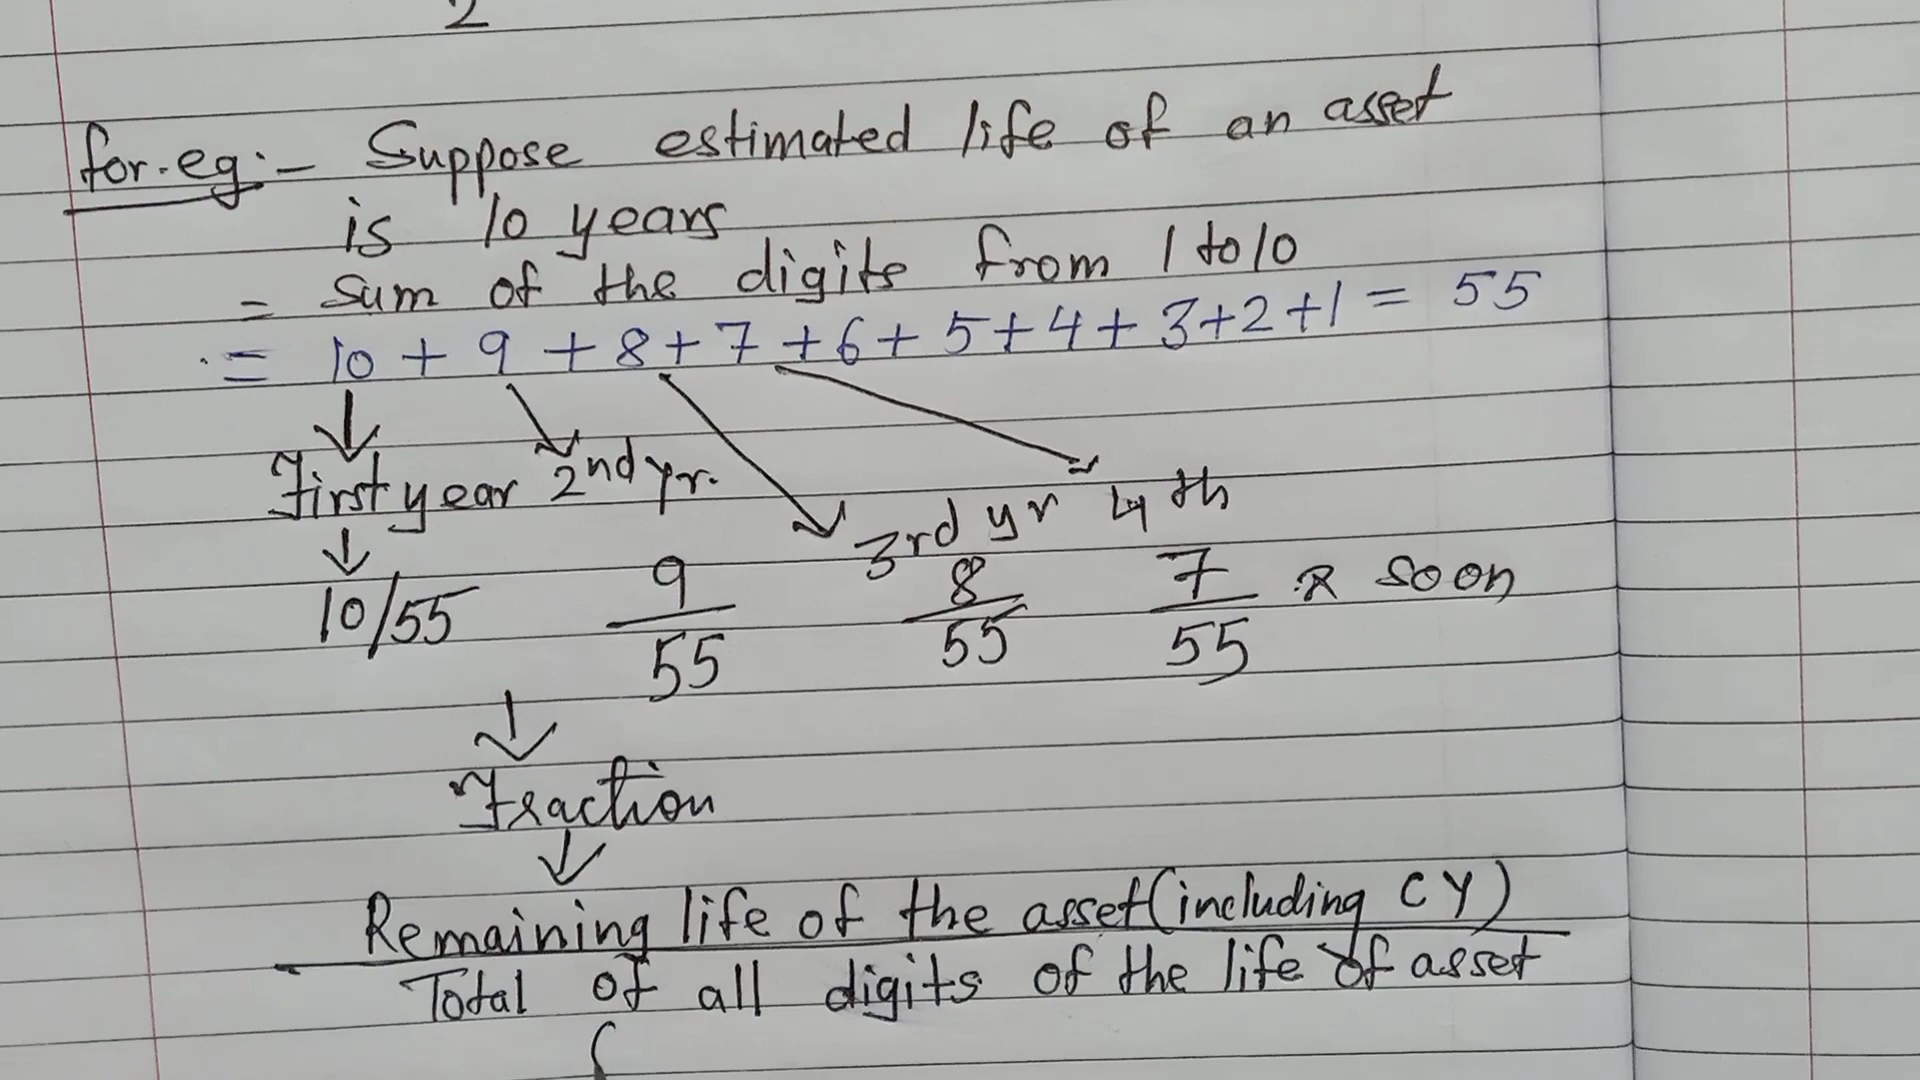 2
for.eg:- Suppose estimated life of an asset
is 10 years
= Sum of the digits from 1 to 10
= 10 + 9 + 8 + 7 + 6 + 5 + 4 + 3 + 2 + 1 = 55
First year 2nd yr. 3rd yr 4th
10/55 9/55 8/55 7/55 & soon
Fraction
Remaining life of the asset (including CY)
Total of all digits of the life of asset